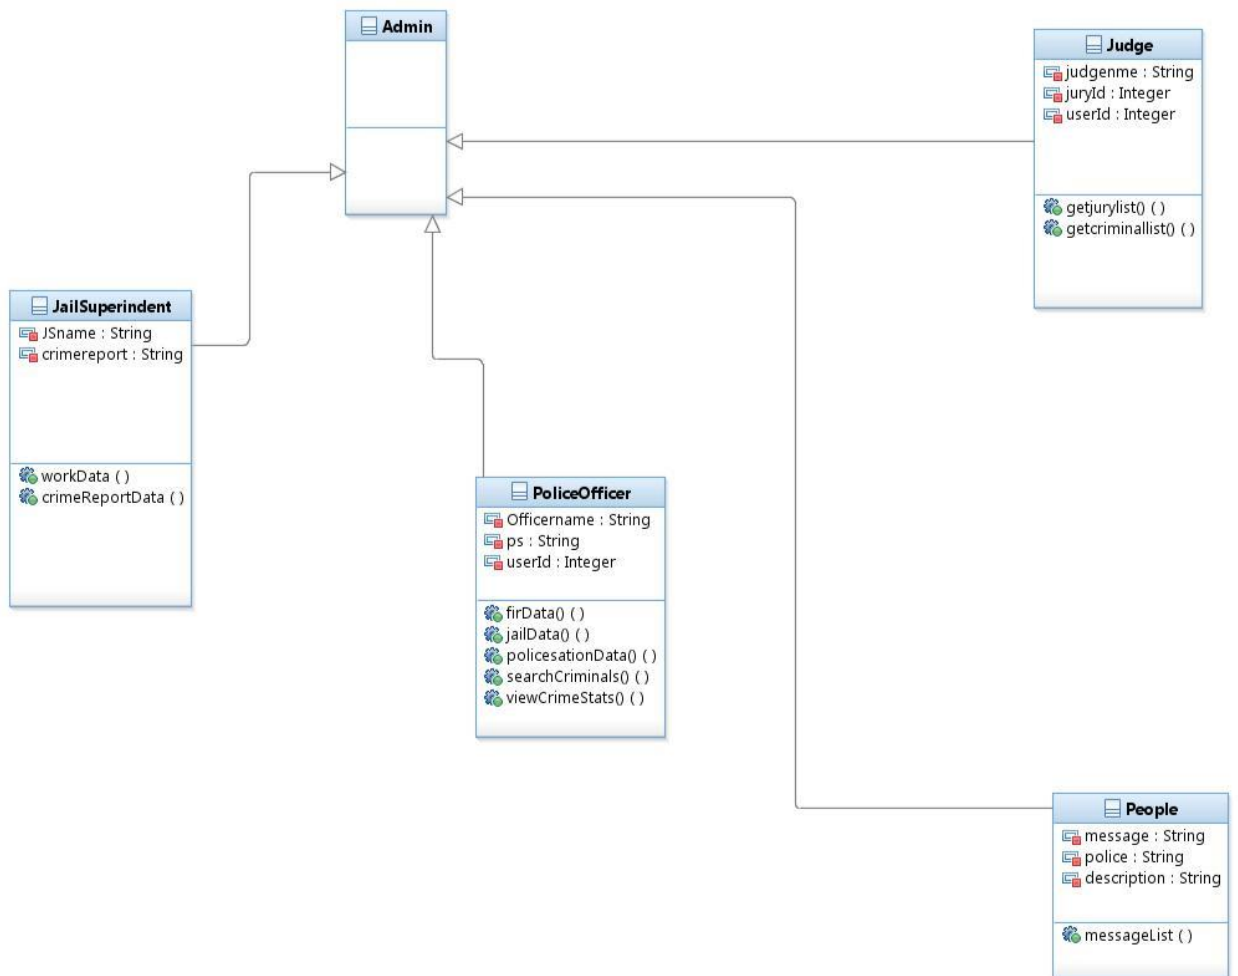 Admin
Judge
judgenme : String
juryId : Integer
userId : Integer
getjurylist() ( )
getcriminallist() ( )
JailSuperindent
JSname : String
crimereport : String
workData ( )
crimeReportData ( )
PoliceOfficer
Officername : String
ps : String
userId : Integer
firData() ( )
jailData() ( )
policesationData() ( )
searchCriminals() ( )
viewCrimeStats() ( )
People
message : String
police : String
description : String
messageList ( )